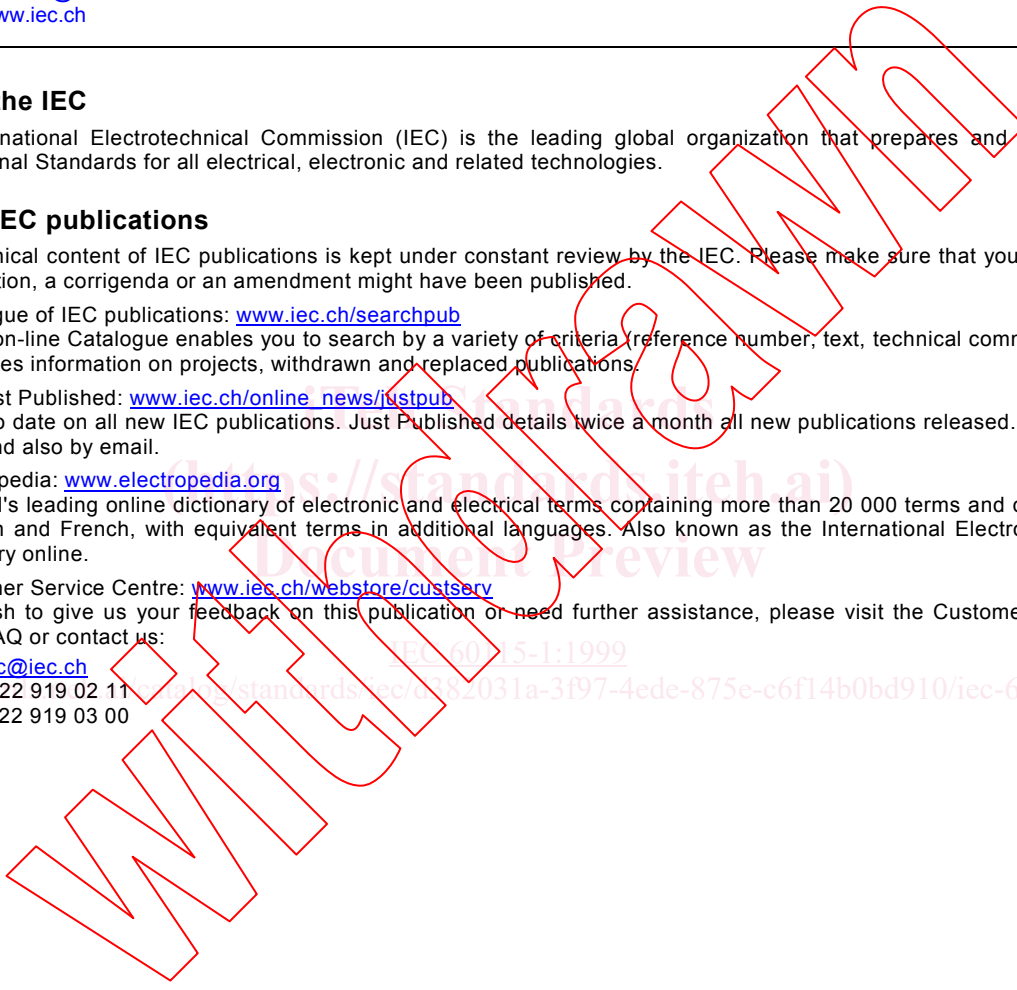 ww.iec.ch
the IEC
national Electrotechnical Commission (IEC) is the leading global organization that prepares and
nal Standards for all electrical, electronic and related technologies.
EC publications
nical content of IEC publications is kept under constant review by the IEC. Please make sure that you
tion, a corrigenda or an amendment might have been published.
gue of IEC publications: www.iec.ch/searchpub
on-line Catalogue enables you to search by a variety of criteria (reference number, text, technical comm
es information on projects, withdrawn and replaced publications.
iTeh Standards
st Published: www.iec.ch/online_news/justpub
o date on all new IEC publications. Just Published details twice a month all new publications released.
nd also by email.
pedia: www.electropedia.org
(https://standards.iteh.ai)
d's leading online dictionary of electronic and electrical terms containing more than 20 000 terms and
n and French, with equivalent terms in additional languages. Also known as the International Electro
ry online.
Document Preview
mer Service Centre: www.iec.ch/webstore/custserv
sh to give us your feedback on this publication or need further assistance, please visit the Custome
AQ or contact us:
IEC 60115-1:1999
c@iec.ch
22 919 02 11
catalog/standards/iec/d382031a-3f97-4ede-875e-c6f14b0bd910/iec-6
22 919 03 00
withdrawn